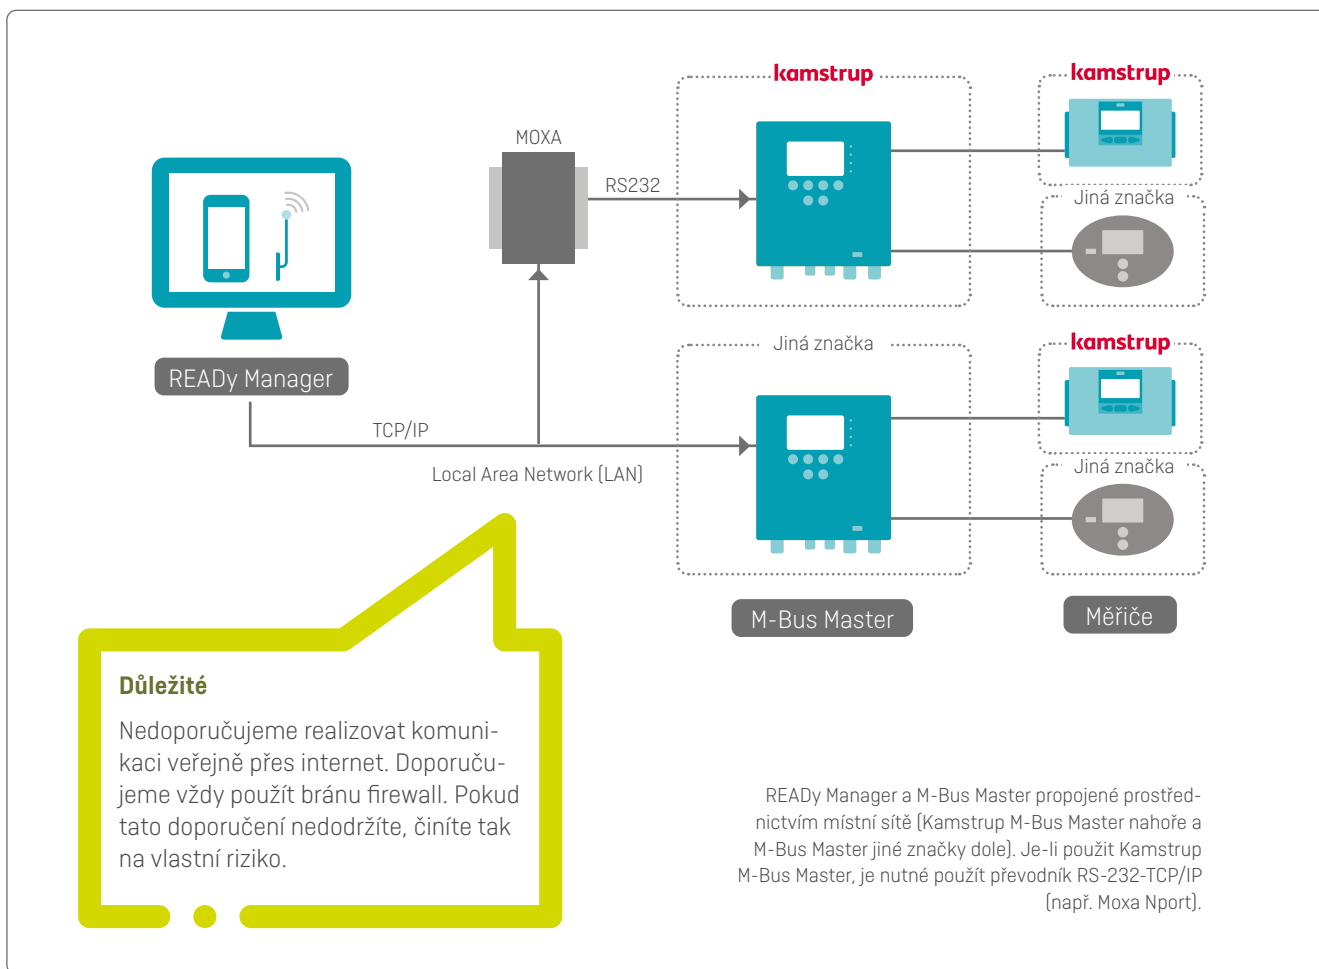 kamstrup
kamstrup
MOXA
RS232
Jiná značka
READy Manager
TCP/IP
Local Area Network (LAN)
Jiná značka
kamstrup
Jiná značka
M-Bus Master
Měřiče
Důležité
Nedoporučujeme realizovat komuni-
kaci veřejně přes internet. Doporuču-
jeme vždy použít bránu firewall. Pokud
tato doporučení nedodržíte, činíte tak
na vlastní riziko.
READy Manager a M-Bus Master propojené prostřed-
nictvím místní sítě (Kamstrup M-Bus Master nahoře a
M-Bus Master jiné značky dole). Je-li použit Kamstrup
M-Bus Master, je nutné použít převodník RS-232-TCP/IP
(např. Moxa Nport).